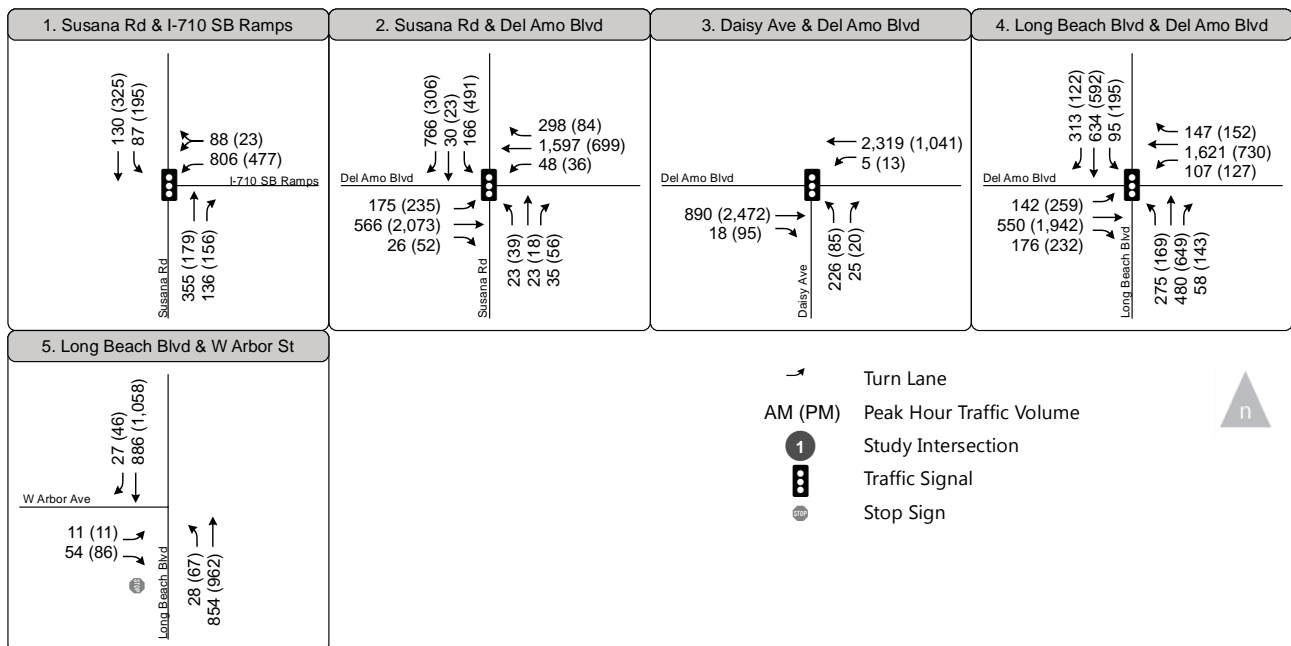 1. Susana Rd & I-710 SB Ramps
130 (325)
87 (195)
88 (23)
806 (477)
I-710 SB Ramps
Susana Rd
355 (179)
136 (156)
2. Susana Rd & Del Amo Blvd
766 (306)
30 (23)
166 (491)
298 (84)
1,597 (699)
48 (36)
Del Amo Blvd
175 (235)
566 (2,073)
26 (52)
Susana Rd
23 (39)
23 (18)
35 (56)
3. Daisy Ave & Del Amo Blvd
2,319 (1,041)
5 (13)
Del Amo Blvd
890 (2,472)
18 (95)
Daisy Ave
226 (85)
25 (20)
4. Long Beach Blvd & Del Amo Blvd
313 (122)
634 (592)
95 (195)
147 (152)
1,621 (730)
107 (127)
Del Amo Blvd
142 (259)
550 (1,942)
176 (232)
Long Beach Blvd
275 (169)
480 (649)
58 (143)
5. Long Beach Blvd & W Arbor St
27 (46)
886 (1,058)
W Arbor Ave
11 (11)
54 (86)
STOP
Long Beach Blvd
28 (67)
854 (962)
Turn Lane
AM (PM) Peak Hour Traffic Volume
1 Study Intersection
Traffic Signal
STOP Stop Sign
n